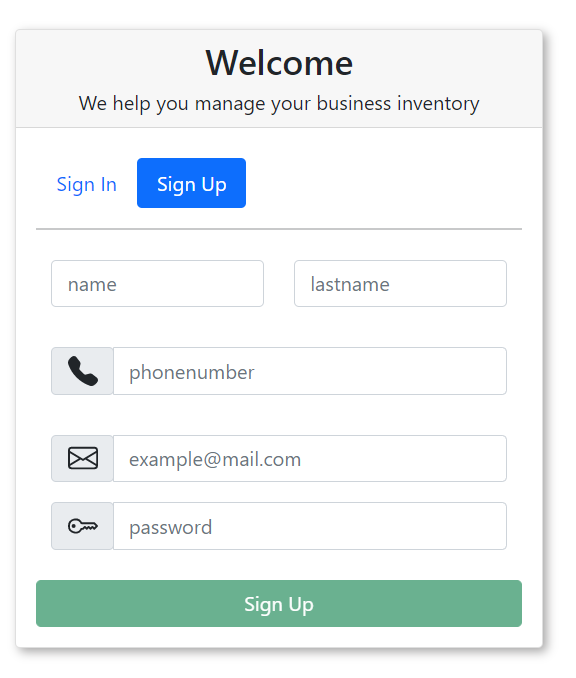 Welcome
We help you manage your business inventory
Sign In Sign Up
name lastname
phonenumber
example@mail.com
password
Sign Up